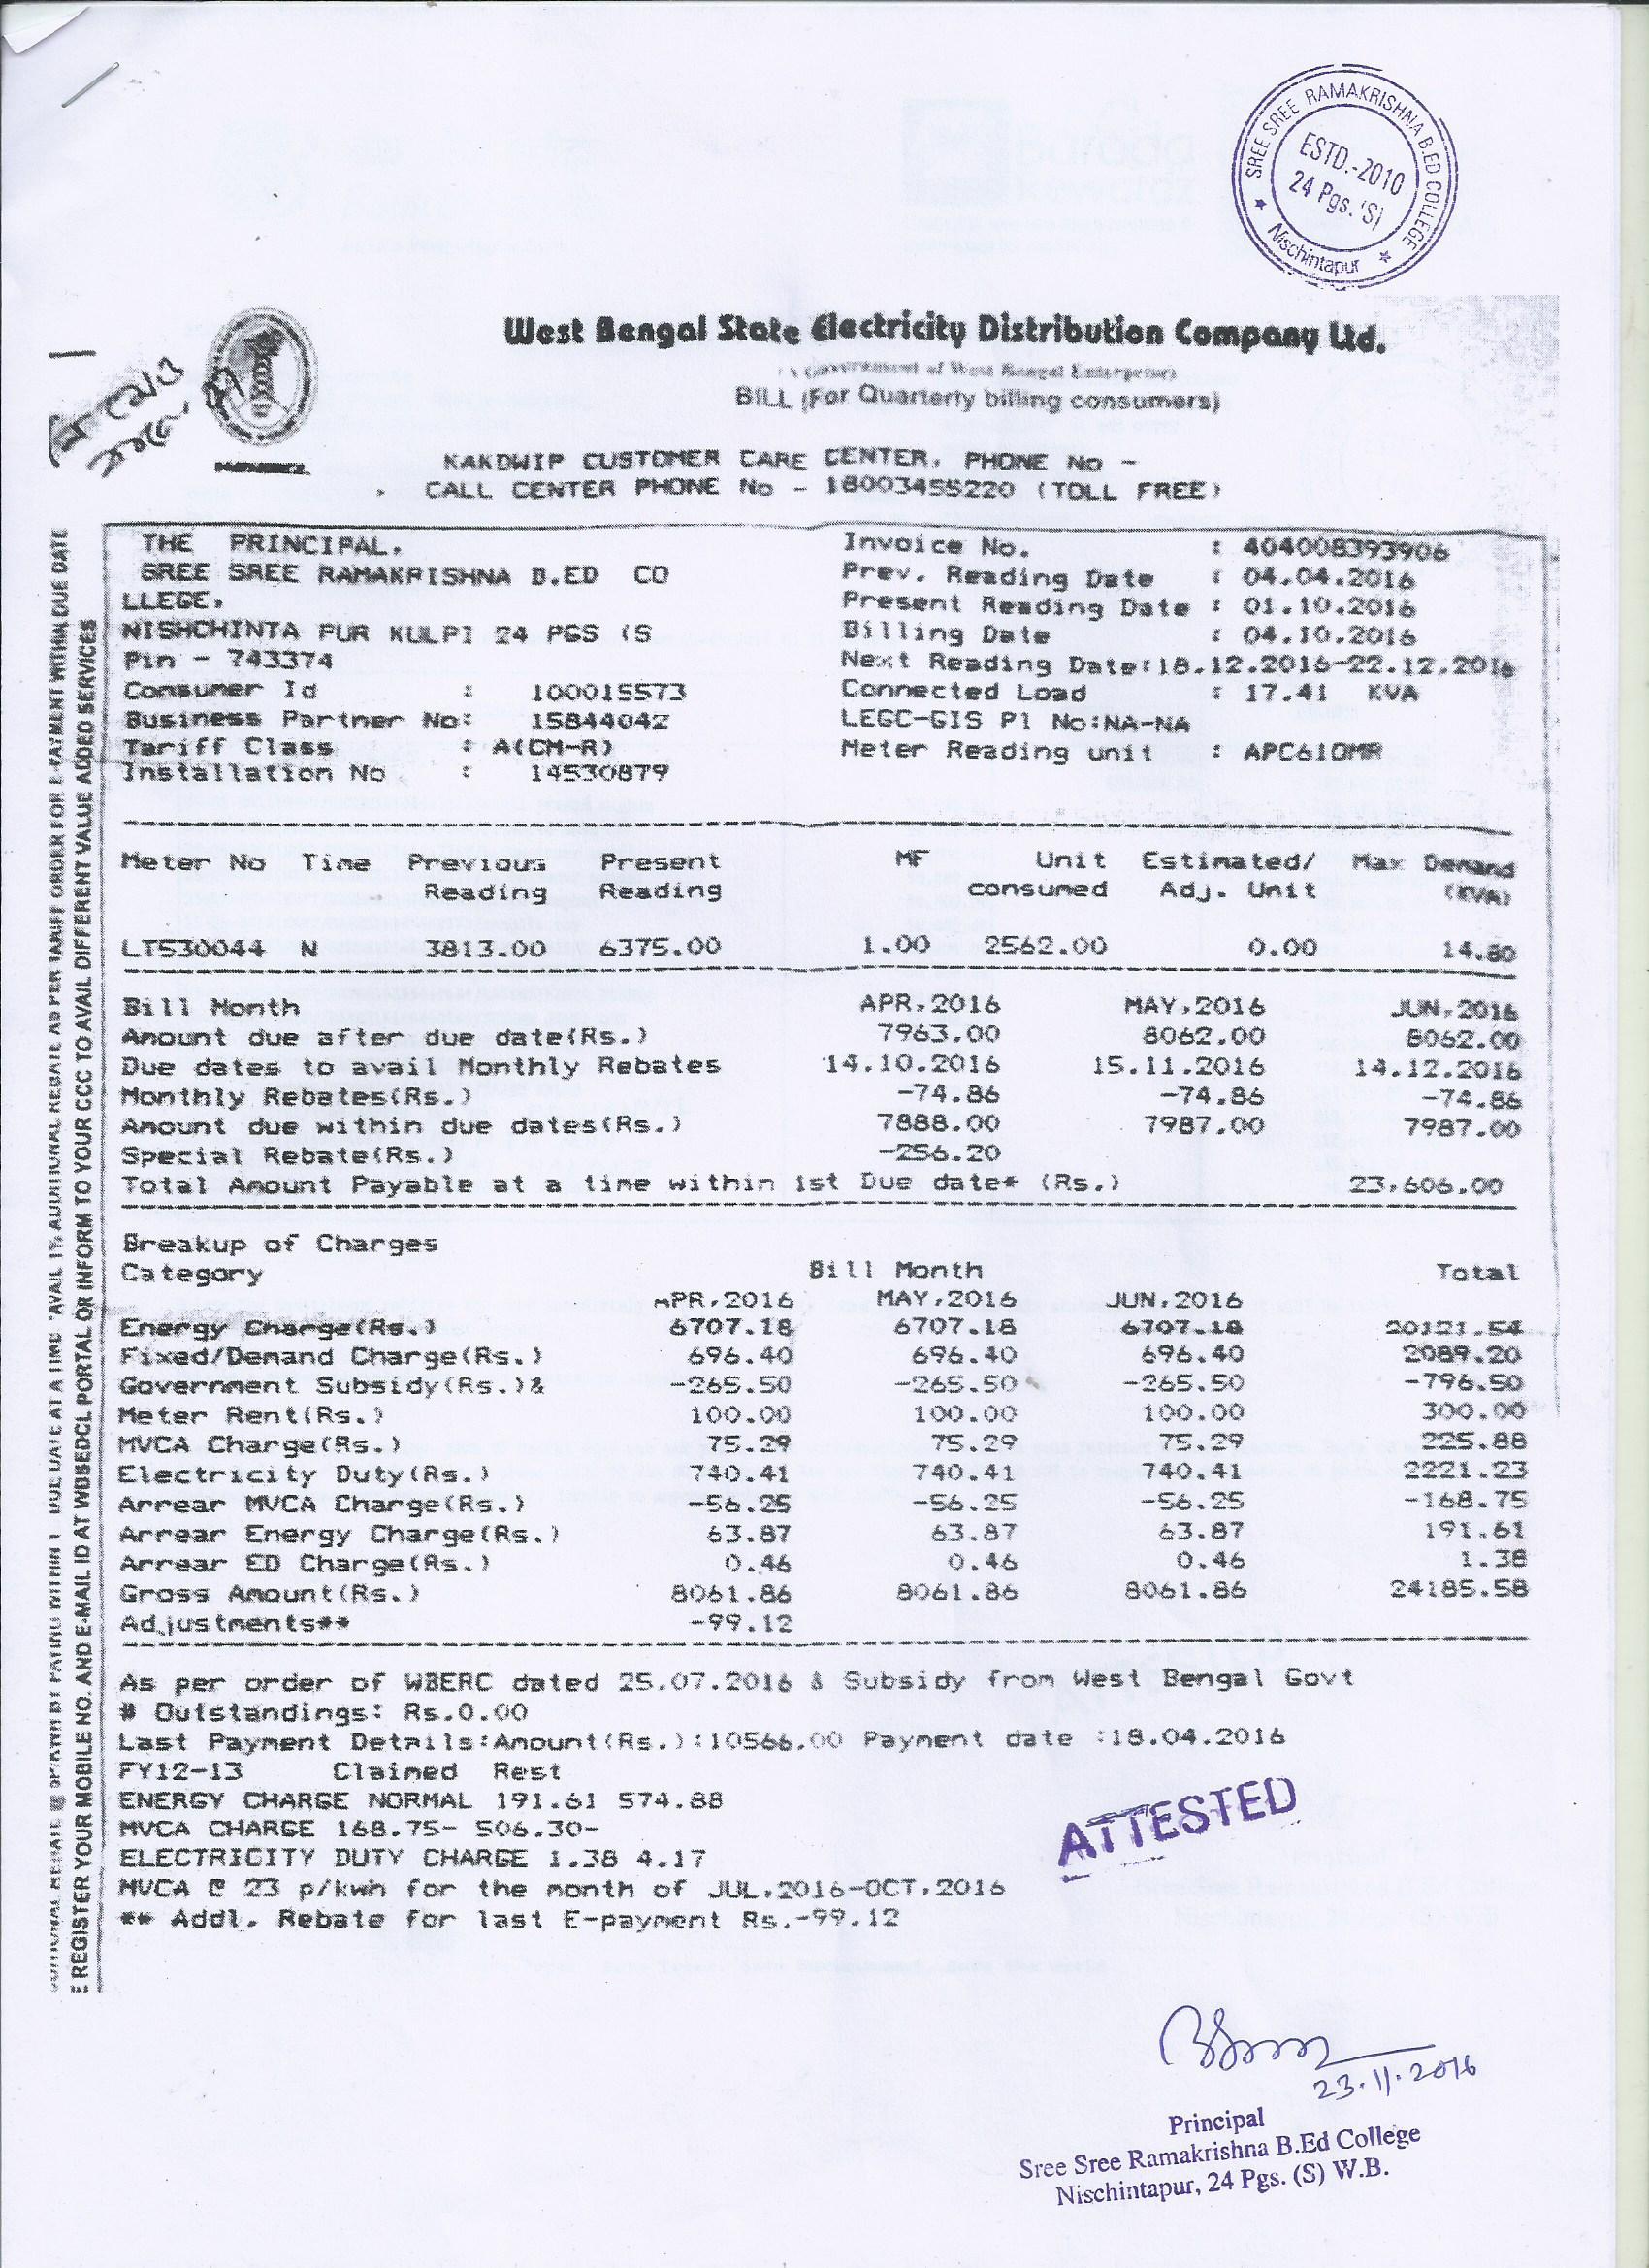 SREE SREE RAMAKRISHNA B.ED COLLEGE
ESTD.-2010
24 Pgs. 'S)
* Nischintapur *
West Bengal State Electricity Distribution Company Ltd.
(A Government of West Bengal Enterprise)
BILL (For Quarterly billing consumers)
KAKDWIP CUSTOMER CARE CENTER, PHONE No -
CALL CENTER PHONE No - 18003455220 (TOLL FREE)
THE PRINCIPAL, Invoice No. : 404008393906
SREE SREE RAMAKRISHNA B.ED CO Prev. Reading Date : 04.04.2016
LLEGE, Present Reading Date : 01.10.2016
NISHCHINTA PUR KULPI 24 PGS (S Billing Date : 04.10.2016
Pin - 743374 Next Reading Date:18.12.2016-22.12.2016
Consumer Id : 100015573 Connected Load : 17.41 KVA
Business Partner No: 15844042 LEGC-GIS Pl No:NA-NA
Tariff Class : A(CM-R) Meter Reading unit : APC61DMR
Installation No : 14530879
Meter No Time Previous Present MF Unit Estimated/ Max Demand
Reading Reading consumed Adj. Unit (KVA)
LT530044 N 3813.00 6375.00 1.00 2562.00 0.00 14.80
Bill Month APR,2016 MAY,2016 JUN,2016
Amount due after due date(Rs.) 7963.00 8062.00 8062.00
Due dates to avail Monthly Rebates 14.10.2016 15.11.2016 14.12.2016
Monthly Rebates(Rs.) -74.86 -74.86 -74.86
Amount due within due dates(Rs.) 7888.00 7987.00 7987.00
Special Rebate(Rs.) -256.20
Total Amount Payable at a time within 1st Due date* (Rs.) 23,606.00
Breakup of Charges
Category Bill Month Total
APR,2016 MAY,2016 JUN,2016
Energy Charge(Rs.) 6707.18 6707.18 6707.18 20121.54
Fixed/Demand Charge(Rs.) 696.40 696.40 696.40 2089.20
Government Subsidy(Rs.)& -265.50 -265.50 -265.50 -796.50
Meter Rent(Rs.) 100.00 100.00 100.00 300.00
MVCA Charge(Rs.) 75.29 75.29 75.29 225.88
Electricity Duty(Rs.) 740.41 740.41 740.41 2221.23
Arrear MVCA Charge(Rs.) -56.25 -56.25 -56.25 -168.75
Arrear Energy Charge(Rs.) 63.87 63.87 63.87 191.61
Arrear ED Charge(Rs.) 0.46 0.46 0.46 1.38
Gross Amount(Rs.) 8061.86 8061.86 8061.86 24185.58
Adjustments** -99.12
As per order of WBERC dated 25.07.2016 & Subsidy from West Bengal Govt
# Outstandings: Rs.0.00
Last Payment Details:Amount(Rs.):10566.00 Payment date :18.04.2016
FY12-13 Claimed Rest
ENERGY CHARGE NORMAL 191.61 574.88
MVCA CHARGE 168.75- 506.30-
ELECTRICITY DUTY CHARGE 1.38 4.17
MVCA @ 23 p/kwh for the month of JUL,2016-OCT,2016
** Addl. Rebate for last E-payment Rs.-99.12
ATTESTED
23.11.2016
Principal
Sree Sree Ramakrishna B.Ed College
Nischintapur, 24 Pgs. (S) W.B.
DUE DATE AT A TIME *AVAIL 1% ADDITIONAL REBATE AS PER TARIFF ORDER FOR E-PAYMENT WITHIN DUE DATE
E REGISTER YOUR MOBILE NO. AND E-MAIL ID AT WBSEDCL PORTAL OR INFORM TO YOUR CCC TO AVAIL DIFFERENT VALUE ADDED SERVICES